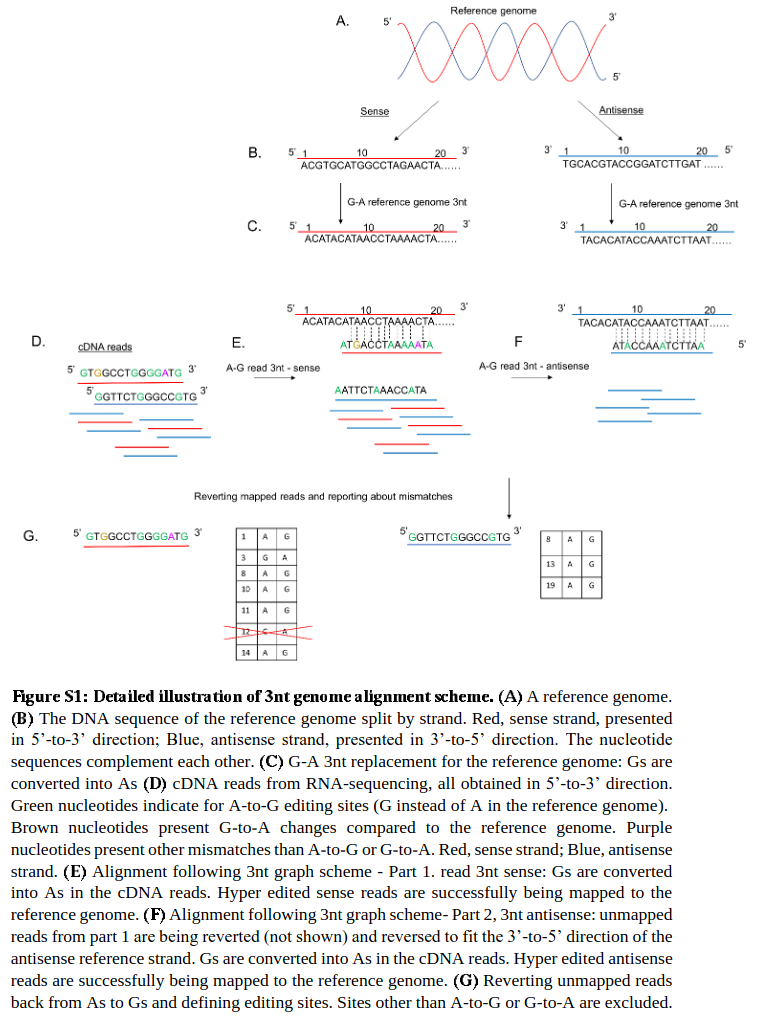 Reference genome
A.
5'
3'
5'
Sense
Antisense
B.
5' 1 10 20 3'
ACGTGCATGGCCTAGAACTA......
3' 1 10 20 5'
TGCACGTACCGGATCTTGAT......
G-A reference genome 3nt
G-A reference genome 3nt
C.
5' 1 10 20 3'
ACATACATAACCTAAAACTA......
3' 1 10 20
TACACATACCAAATCTTAAT......
D.
cDNA reads
5' GTGGCCTGGGGATG 3'
5' GGTTCTGGGCCGTG 3'
E.
5' 1 10 20 3'
ACATACATAACCTAAAACTA......
ATGACCTAAAAATA
A-G read 3nt - sense
AATTCTAAACCATA
F
3' 1 10 20
TACACATACCAAATCTTAAT......
ATACCAAATCTTAA 5'
A-G read 3nt - antisense
Reverting mapped reads and reporting about mismatches
G.
5' GTGGCCTGGGGATG 3'
1 A G
3 G A
8 A G
10 A G
11 A G
12 A
14 A G
5' GGTTCTGGGCCGTG 3'
8 A G
13 A G
19 A G
Figure S1: Detailed illustration of 3nt genome alignment scheme. (A) A reference genome.
(B) The DNA sequence of the reference genome split by strand. Red, sense strand, presented
in 5’-to-3’ direction; Blue, antisense strand, presented in 3’-to-5’ direction. The nucleotide
sequences complement each other. (C) G-A 3nt replacement for the reference genome: Gs are
converted into As (D) cDNA reads from RNA-sequencing, all obtained in 5’-to-3’ direction.
Green nucleotides indicate for A-to-G editing sites (G instead of A in the reference genome).
Brown nucleotides present G-to-A changes compared to the reference genome. Purple
nucleotides present other mismatches than A-to-G or G-to-A. Red, sense strand; Blue, antisense
strand. (E) Alignment following 3nt graph scheme - Part 1. read 3nt sense: Gs are converted
into As in the cDNA reads. Hyper edited sense reads are successfully being mapped to the
reference genome. (F) Alignment following 3nt graph scheme- Part 2, 3nt antisense: unmapped
reads from part 1 are being reverted (not shown) and reversed to fit the 3’-to-5’ direction of the
antisense reference strand. Gs are converted into As in the cDNA reads. Hyper edited antisense
reads are successfully being mapped to the reference genome. (G) Reverting unmapped reads
back from As to Gs and defining editing sites. Sites other than A-to-G or G-to-A are excluded.